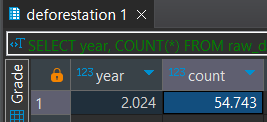 deforestation 1
SELECT year, COUNT(*) FROM raw_d
Grade
123 year 123 count
1 2.024 54.743